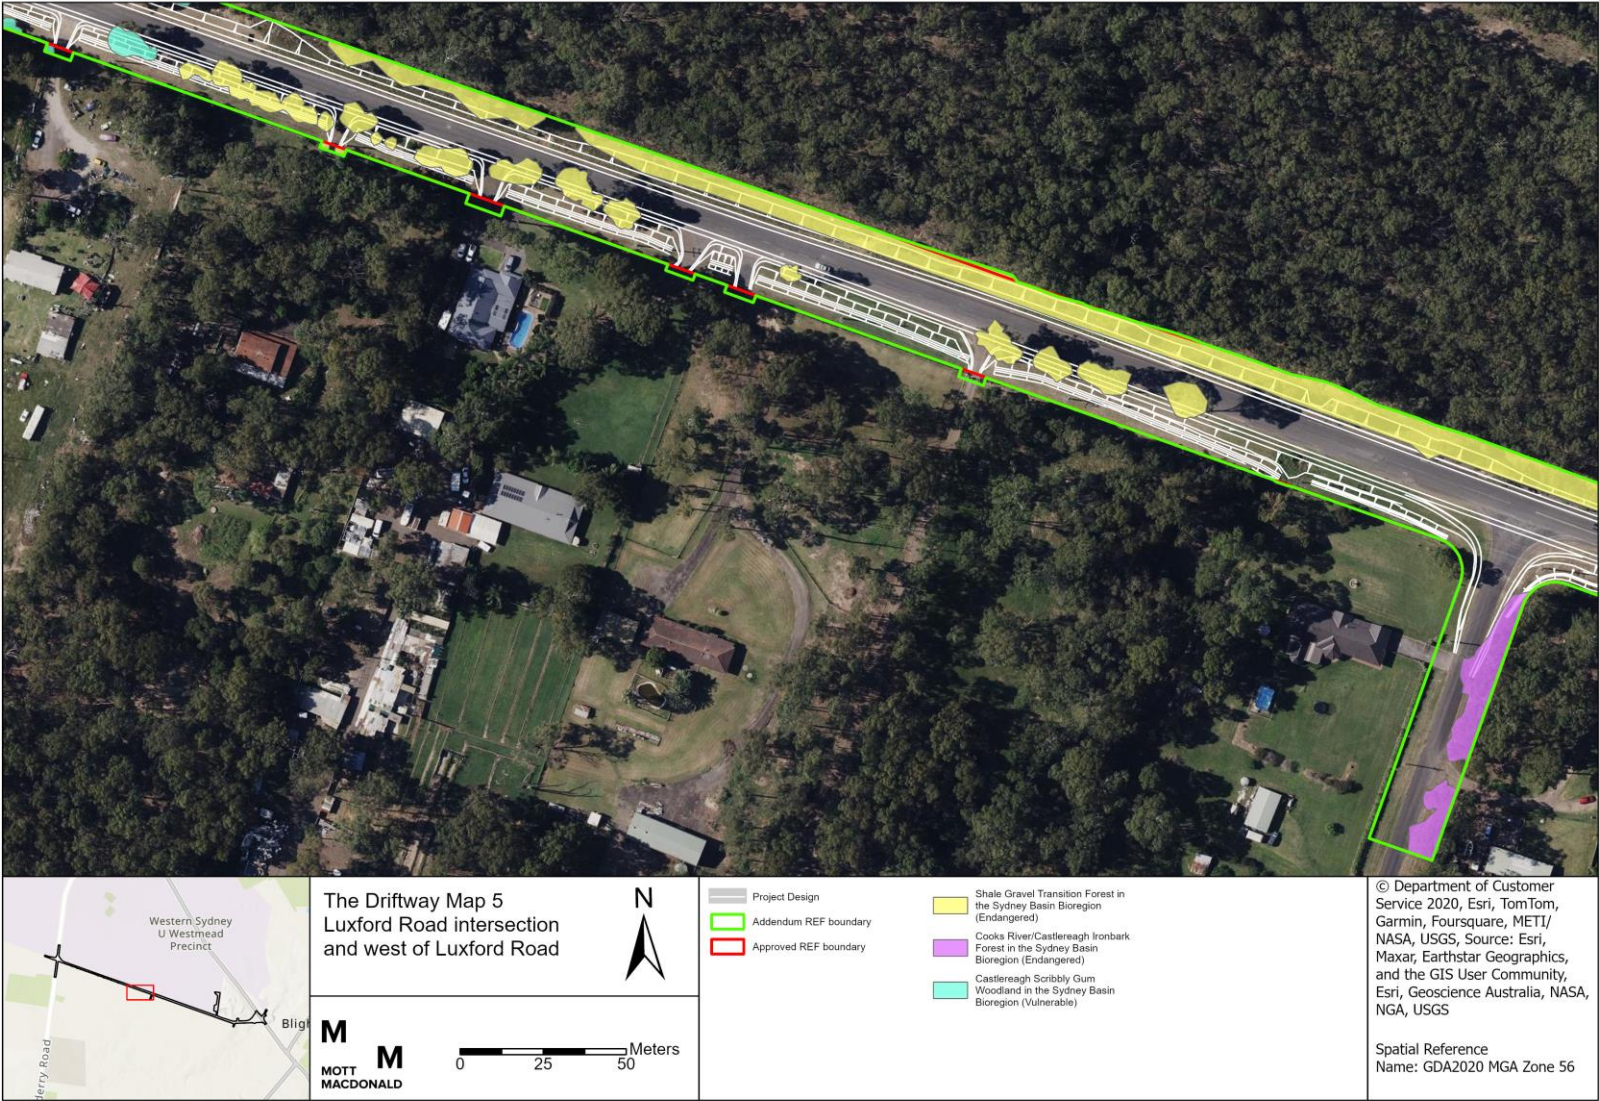 Western Sydney
U Westmead
Precinct
Bligh
derry Road
The Driftway Map 5
Luxford Road intersection
and west of Luxford Road
N
M
M
MOTT
MACDONALD
Meters
0 25 50
Project Design
Addendum REF boundary
Approved REF boundary
Shale Gravel Transition Forest in
the Sydney Basin Bioregion
(Endangered)
Cooks River/Castlereagh Ironbark
Forest in the Sydney Basin
Bioregion (Endangered)
Castlereagh Scribbly Gum
Woodland in the Sydney Basin
Bioregion (Vulnerable)
© Department of Customer
Service 2020, Esri, TomTom,
Garmin, Foursquare, METI/
NASA, USGS, Source: Esri,
Maxar, Earthstar Geographics,
and the GIS User Community,
Esri, Geoscience Australia, NASA,
NGA, USGS
Spatial Reference
Name: GDA2020 MGA Zone 56